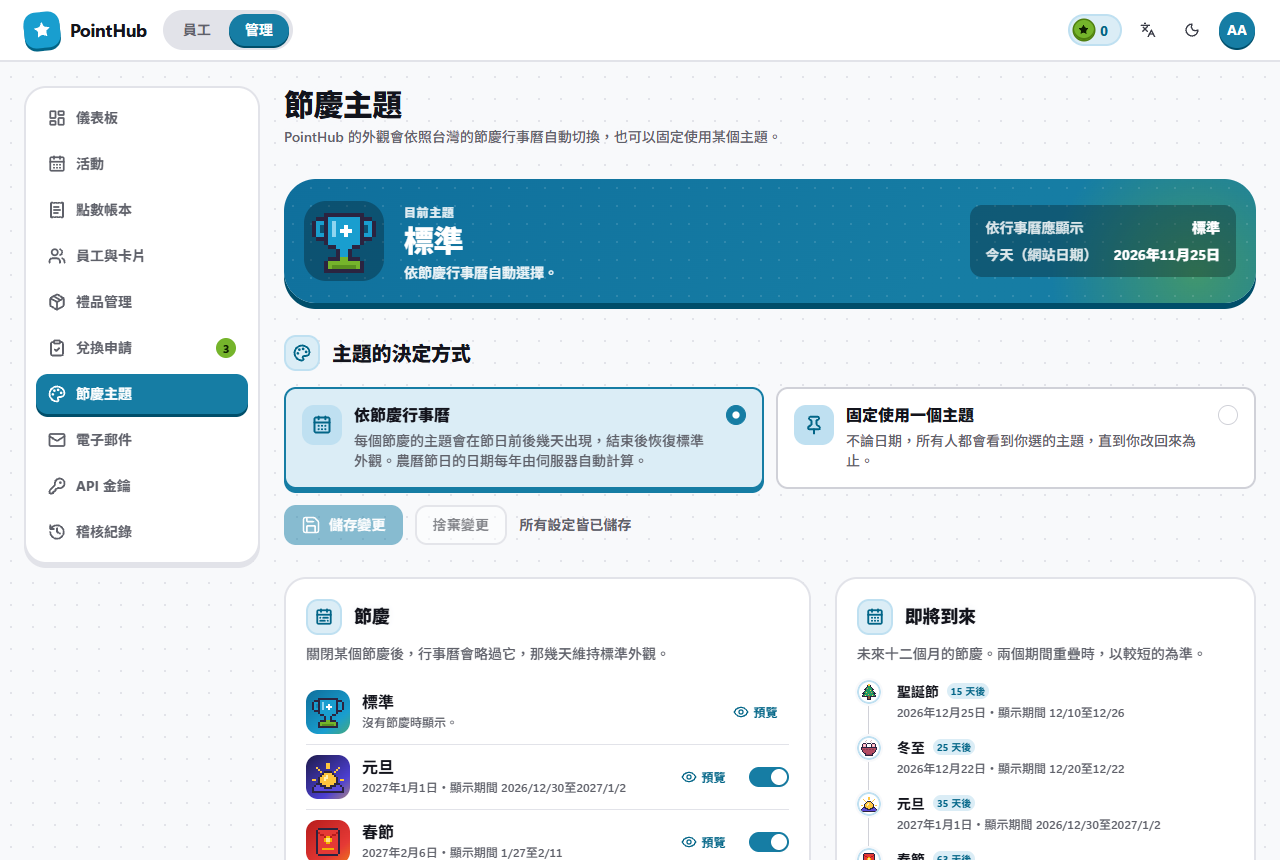 PointHub
員工
管理
0
AA
儀表板
活動
點數帳本
員工與卡片
禮品管理
兌換申請
3
節慶主題
電子郵件
API 金鑰
稽核紀錄
節慶主題
PointHub 的外觀會依照台灣的節慶行事曆自動切換，也可以固定使用某個主題。
目前主題
標準
依節慶行事曆自動選擇。
依行事曆應顯示
標準
今天（網站日期）
2026年11月25日
主題的決定方式
依節慶行事曆
每個節慶的主題會在節日前後幾天出現，結束後恢復標準
外觀。農曆節日的日期每年由伺服器自動計算。
固定使用一個主題
不論日期，所有人都會看到你選的主題，直到你改回來為
止。
儲存變更
捨棄變更
所有設定皆已儲存
節慶
關閉某個節慶後，行事曆會略過它，那幾天維持標準外觀。
標準
沒有節慶時顯示。
預覽
元旦
2027年1月1日・顯示期間 2026/12/30至2027/1/2
預覽
春節
2027年2月6日・顯示期間 1/27至2/11
預覽
即將到來
未來十二個月的節慶。兩個期間重疊時，以較短的為準。
聖誕節
15 天後
2026年12月25日・顯示期間 12/10至12/26
冬至
25 天後
2026年12月22日・顯示期間 12/20至12/22
元旦
35 天後
2027年1月1日・顯示期間 2026/12/30至2027/1/2
春節
63 天後